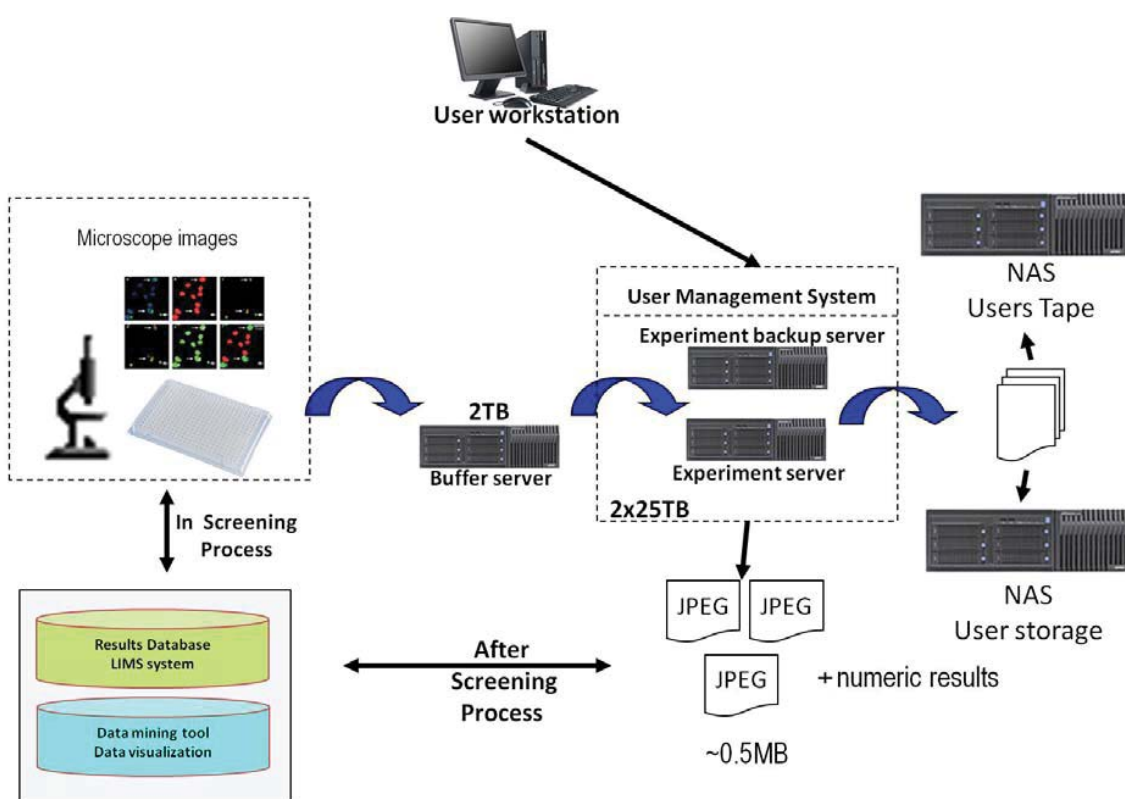 User workstation
Microscope images
User Management System
Experiment backup server
NAS
Users Tape
2TB
Buffer server
Experiment server
2x25TB
In Screening
Process
NAS
User storage
JPEG
JPEG
Results Database
LIMS system
After
Screening
Process
JPEG
+numeric results
Data mining tool
Data visualization
~0.5MB